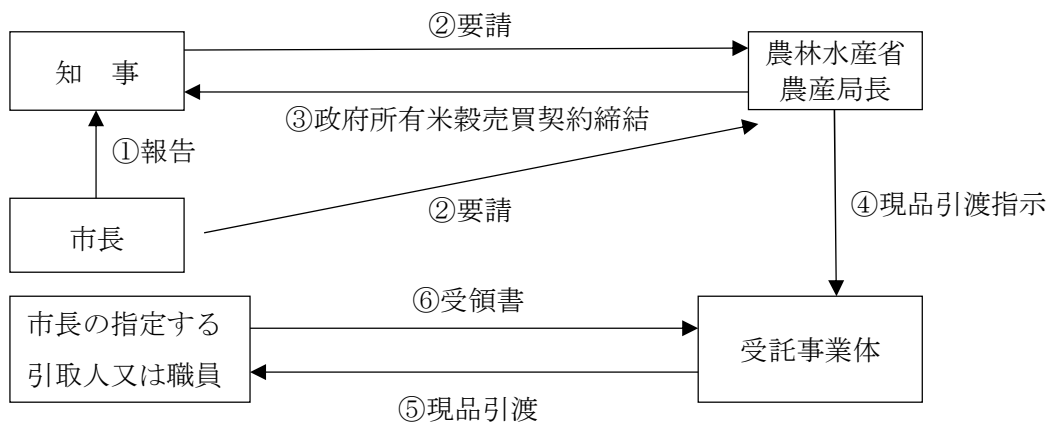 ②要請
知　事
農林水産省
農産局長
③政府所有米穀売買契約締結
①報告
②要請
④現品引渡指示
市長
⑥受領書
市長の指定する
引取人又は職員
受託事業体
⑤現品引渡